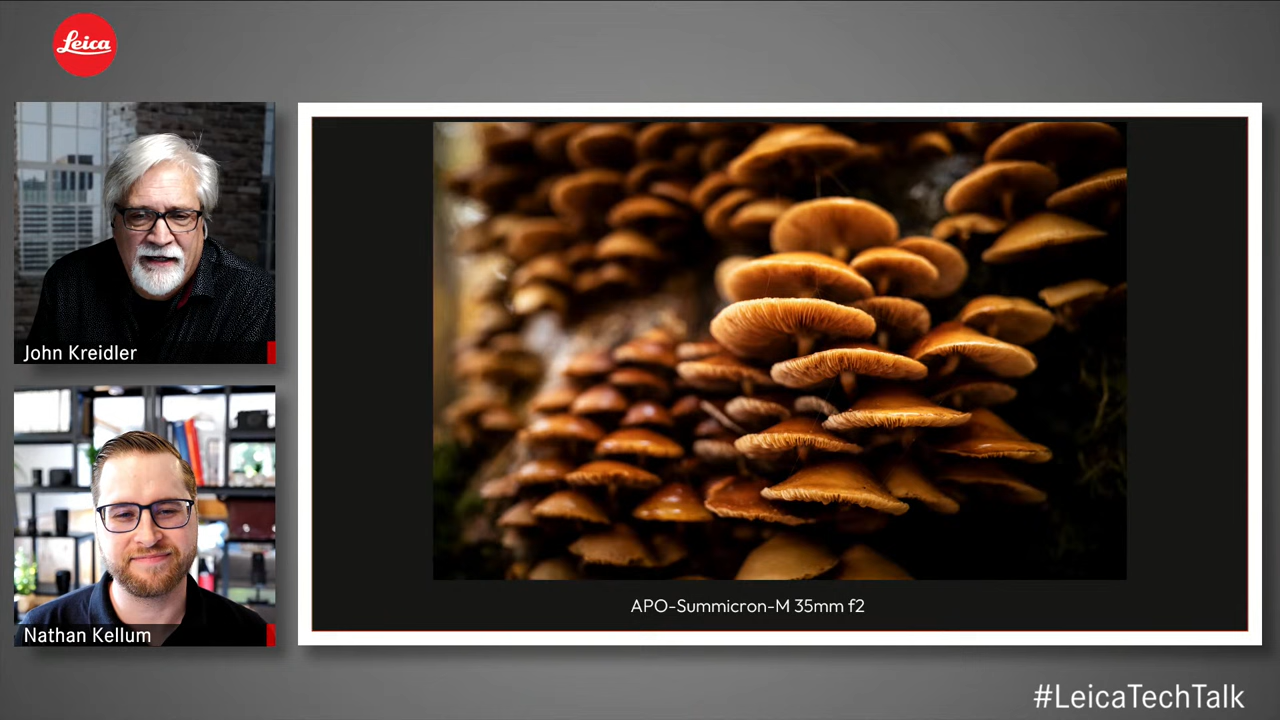 Leica
John Kreidler
Nathan Kellum
APO-Summicron-M 35mm f2
#LeicaTechTalk